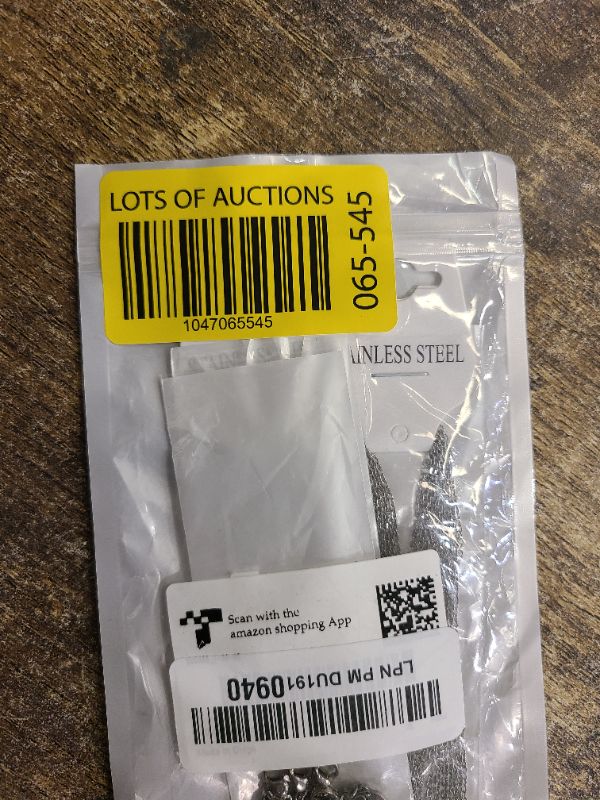 LOTS OF AUCTIONS
1047065545
065-545
AINLESS STEEL
Scan with the
amazon shopping App
LPN PM DU1910940